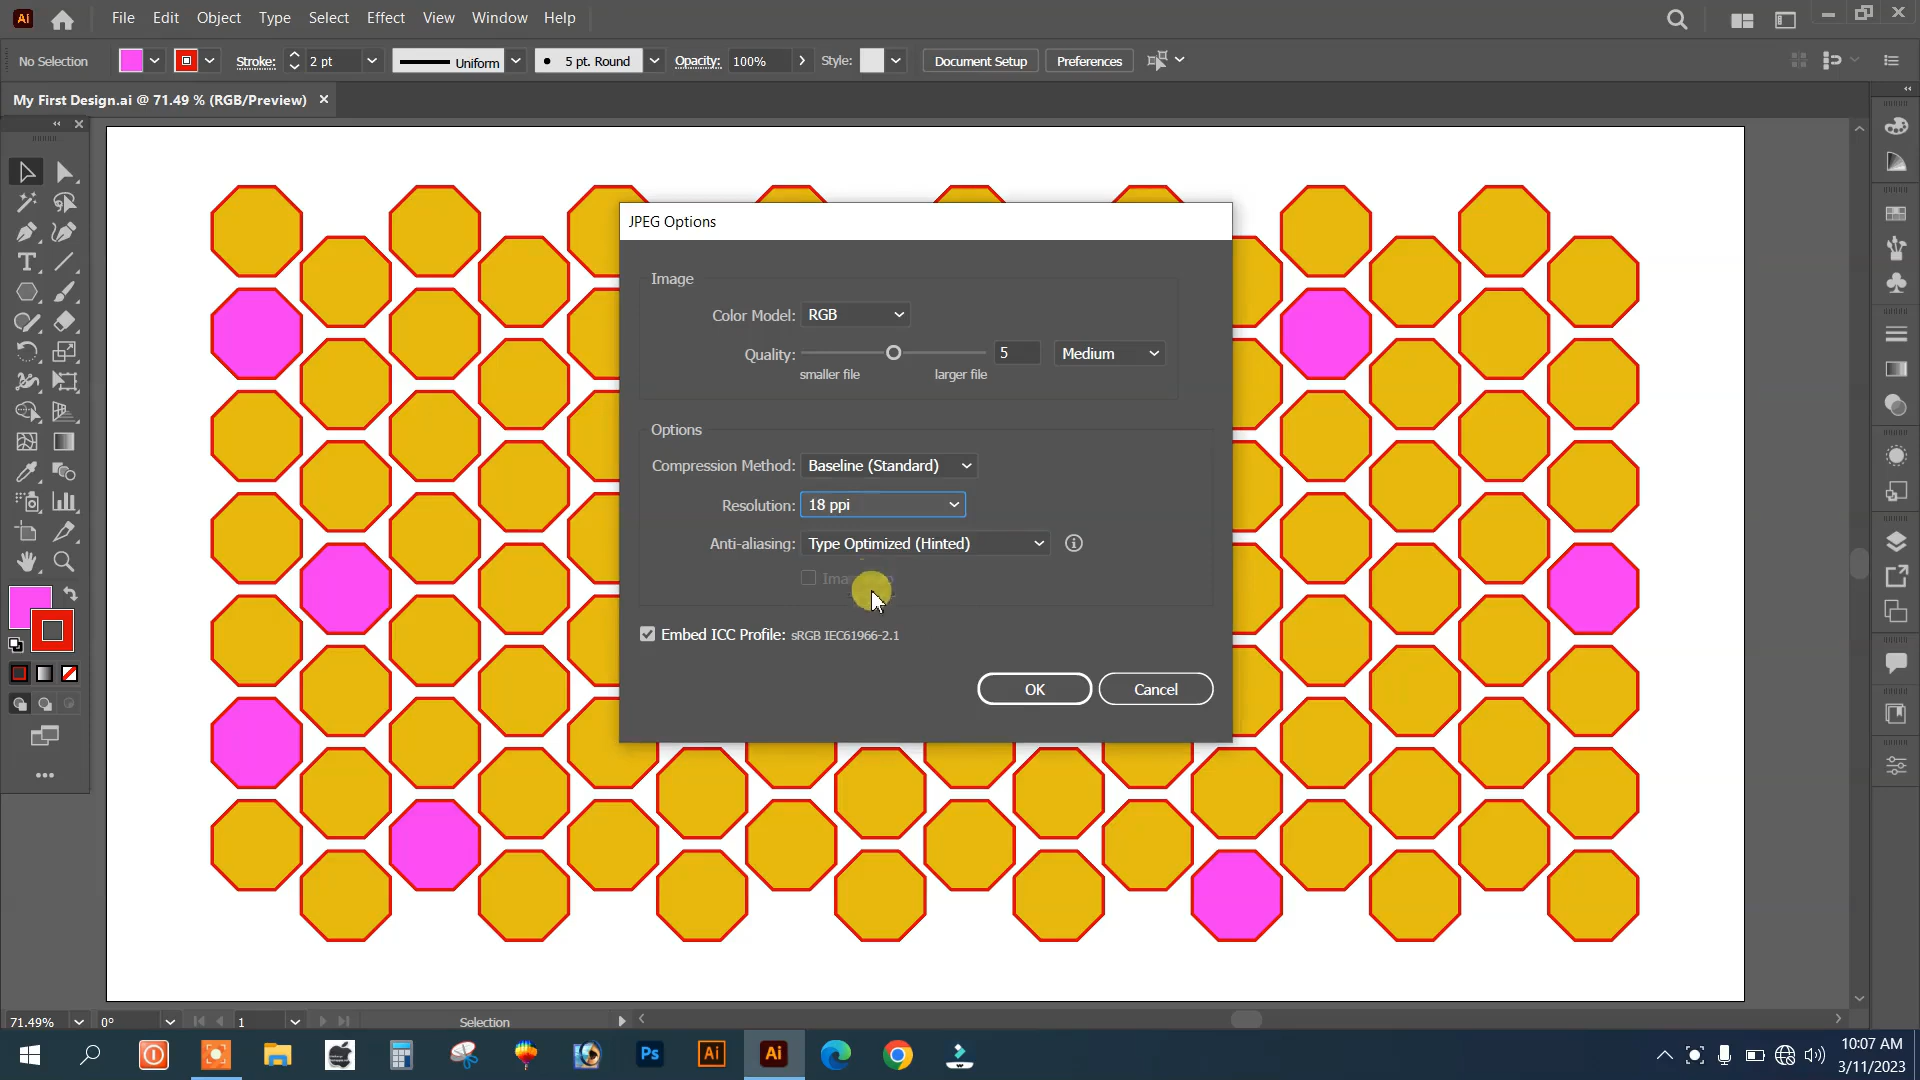 Ai File Edit Object Type Select Effect View Window Help
No Selection Stroke: 2 pt Uniform 5 pt. Round Opacity: 100% Style: Document Setup Preferences
My First Design.ai @ 71.49 % (RGB/Preview)
JPEG Options
Image
Color Model: RGB
Quality: 5 Medium
smaller file larger file
Options
Compression Method: Baseline (Standard)
Resolution: 18 ppi
Anti-aliasing: Type Optimized (Hinted)
Embed ICC Profile: sRGB IEC61966-2.1
OK Cancel
71.49% 0° 1 Selection
Ps Ai Ai
10:07 AM
3/11/2023